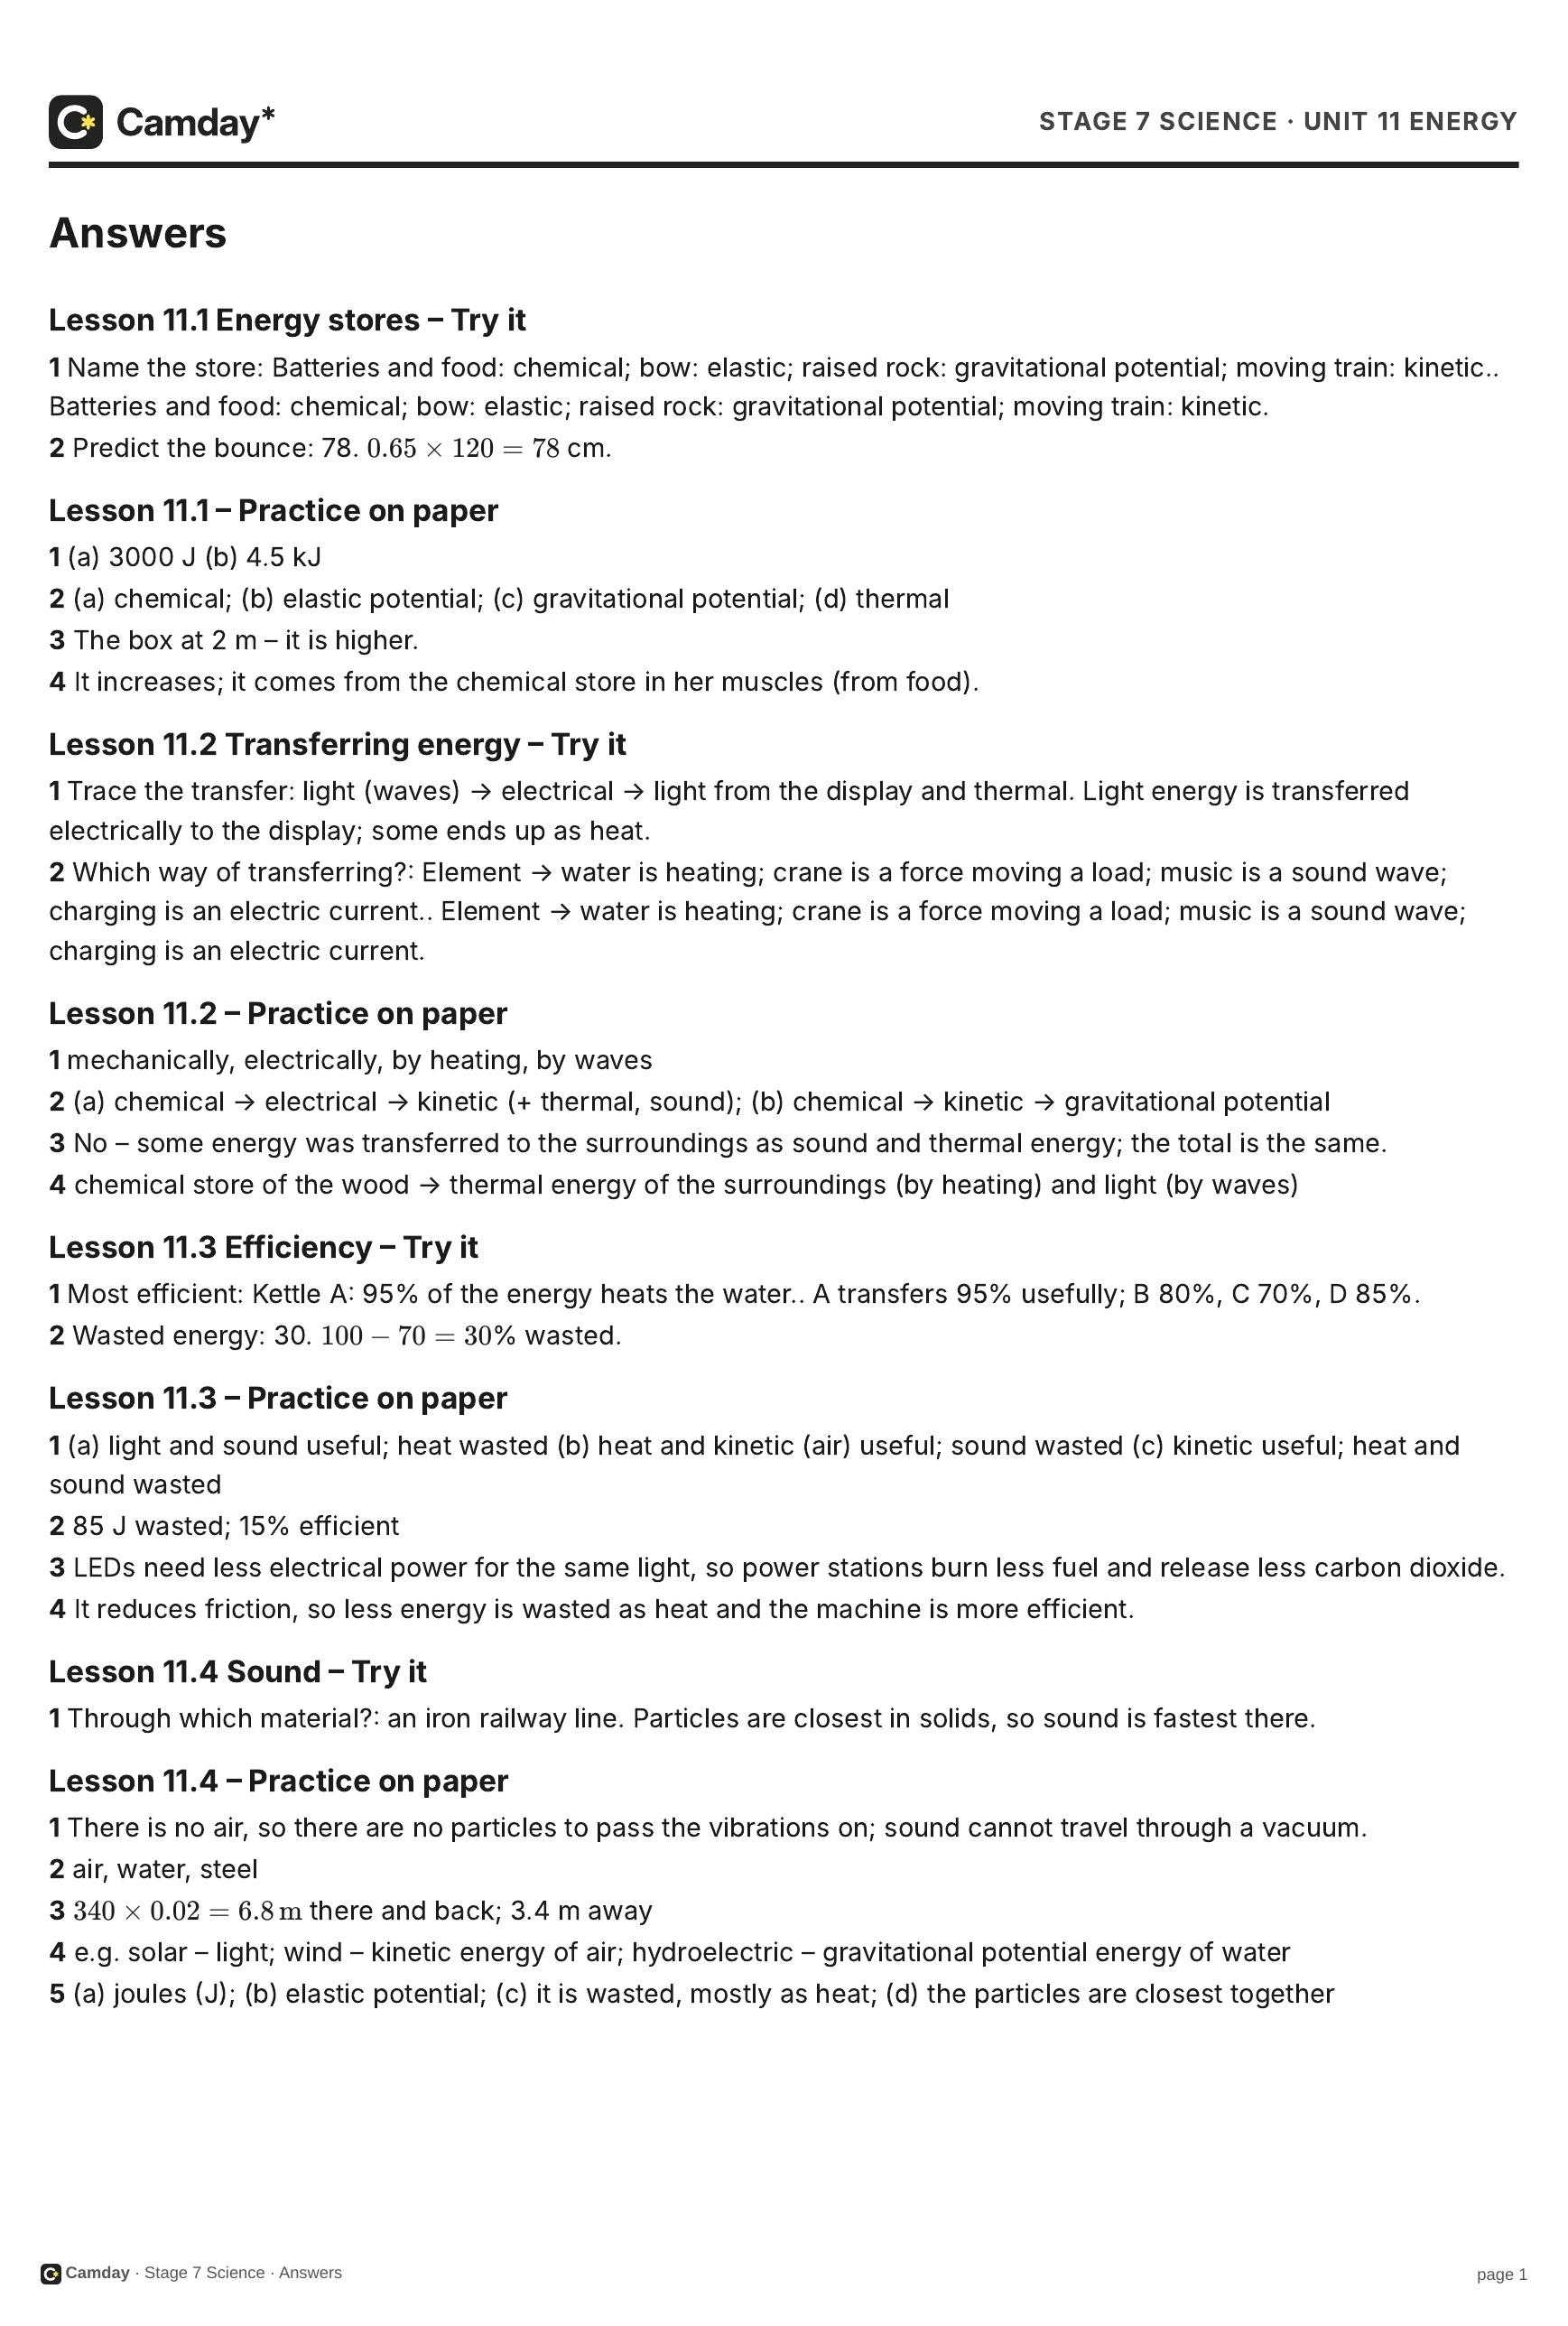 Camday*
STAGE 7 SCIENCE · UNIT 11 ENERGY
Answers
Lesson 11.1 Energy stores – Try it
1 Name the store: Batteries and food: chemical; bow: elastic; raised rock: gravitational potential; moving train: kinetic..
Batteries and food: chemical; bow: elastic; raised rock: gravitational potential; moving train: kinetic.
2 Predict the bounce: 78. 0.65 × 120 = 78 cm.
Lesson 11.1 – Practice on paper
1 (a) 3000 J (b) 4.5 kJ
2 (a) chemical; (b) elastic potential; (c) gravitational potential; (d) thermal
3 The box at 2 m – it is higher.
4 It increases; it comes from the chemical store in her muscles (from food).
Lesson 11.2 Transferring energy – Try it
1 Trace the transfer: light (waves) → electrical → light from the display and thermal. Light energy is transferred
electrically to the display; some ends up as heat.
2 Which way of transferring?: Element → water is heating; crane is a force moving a load; music is a sound wave;
charging is an electric current.. Element → water is heating; crane is a force moving a load; music is a sound wave;
charging is an electric current.
Lesson 11.2 – Practice on paper
1 mechanically, electrically, by heating, by waves
2 (a) chemical → electrical → kinetic (+ thermal, sound); (b) chemical → kinetic → gravitational potential
3 No – some energy was transferred to the surroundings as sound and thermal energy; the total is the same.
4 chemical store of the wood → thermal energy of the surroundings (by heating) and light (by waves)
Lesson 11.3 Efficiency – Try it
1 Most efficient: Kettle A: 95% of the energy heats the water.. A transfers 95% usefully; B 80%, C 70%, D 85%.
2 Wasted energy: 30. 100 − 70 = 30% wasted.
Lesson 11.3 – Practice on paper
1 (a) light and sound useful; heat wasted (b) heat and kinetic (air) useful; sound wasted (c) kinetic useful; heat and
sound wasted
2 85 J wasted; 15% efficient
3 LEDs need less electrical power for the same light, so power stations burn less fuel and release less carbon dioxide.
4 It reduces friction, so less energy is wasted as heat and the machine is more efficient.
Lesson 11.4 Sound – Try it
1 Through which material?: an iron railway line. Particles are closest in solids, so sound is fastest there.
Lesson 11.4 – Practice on paper
1 There is no air, so there are no particles to pass the vibrations on; sound cannot travel through a vacuum.
2 air, water, steel
3 340 × 0.02 = 6.8 m there and back; 3.4 m away
4 e.g. solar – light; wind – kinetic energy of air; hydroelectric – gravitational potential energy of water
5 (a) joules (J); (b) elastic potential; (c) it is wasted, mostly as heat; (d) the particles are closest together
Camday · Stage 7 Science · Answers
page 1